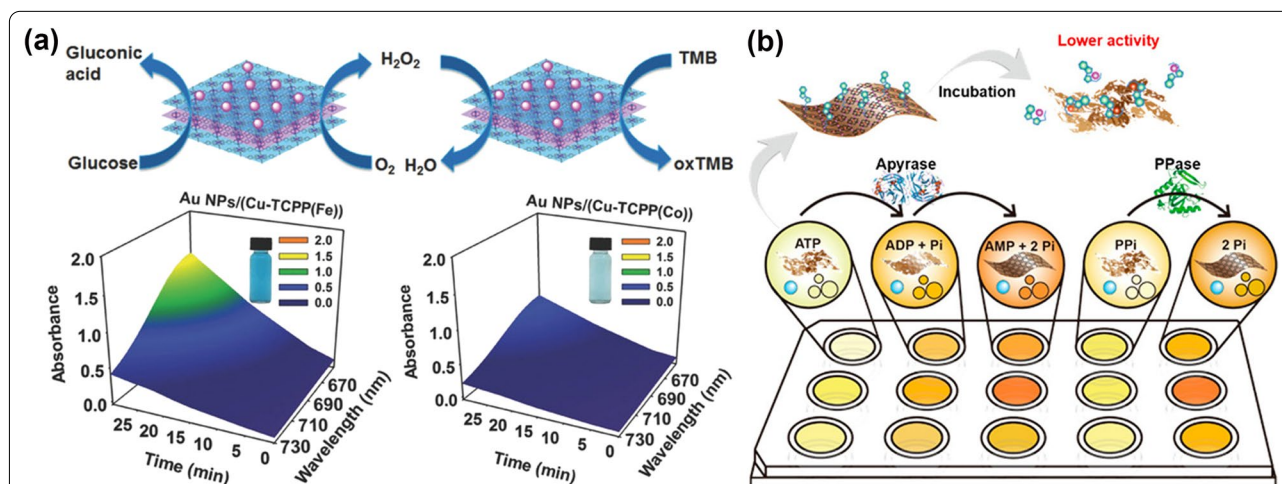 (a)
Gluconic
acid
H₂O₂
TMB
Glucose
O₂
H₂O
oxTMB
Au NPs/(Cu-TCPP(Fe))
2.0
1.5
1.0
0.5
0.0
2.0
1.5
1.0
0.5
0.0
Absorbance
25
20
15
10
5
0
Time (min)
670
690
710
730
Wavelength (nm)
Au NPs/(Cu-TCPP(Co))
2.0
1.5
1.0
0.5
0.0
2.0
1.5
1.0
0.5
0.0
Absorbance
25
20
15
10
5
0
Time (min)
670
690
710
730
Wavelength (nm)
(b)
Lower activity
Incubation
Apyrase
PPase
ATP
ADP + Pi
AMP + 2 Pi
PPi
2 Pi